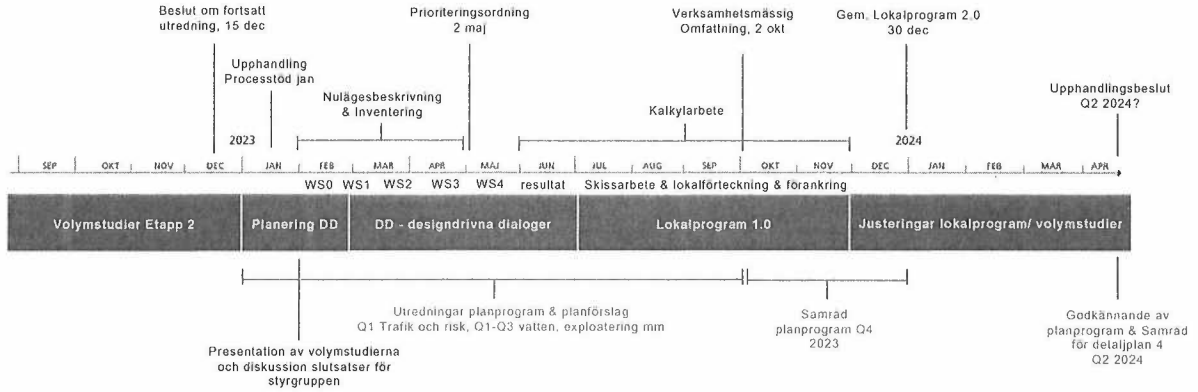 Beslut om fortsatt
utredning, 15 dec
Prioriteringsordning
2 maj
Verksamhetsmässig
Omfattning, 2 okt
Gem. Lokalprogram 2.0
30 dec
Upphandling
Processtöd jan
Nulägesbeskrivning
& Inventering
Kalkylarbete
Upphandlingsbeslut
Q2 2024?
2023
2024
SEP OKT NOV DEC JAN FEB MAR APR MAJ JUN JUL AUG SEP OKT NOV DEC JAN FEB MAR APR
WS0 WS1 WS2 WS3 WS4 resultat Skissarbete & lokalförteckning & förankring
Volymstudier Etapp 2 Planering DD DD - designdrivna dialoger Lokalprogram 1.0 Justeringar lokalprogram/ volymstudier
Utredningar planprogram & planförslag
Q1 Trafik och risk, Q1-Q3 vatten, exploatering mm
Samråd
planprogram Q4
2023
Godkännande av
planprogram & Samråd
för detaljplan 4
Q2 2024
Presentation av volymstudierna
och diskussion slutsatser för
styrgruppen